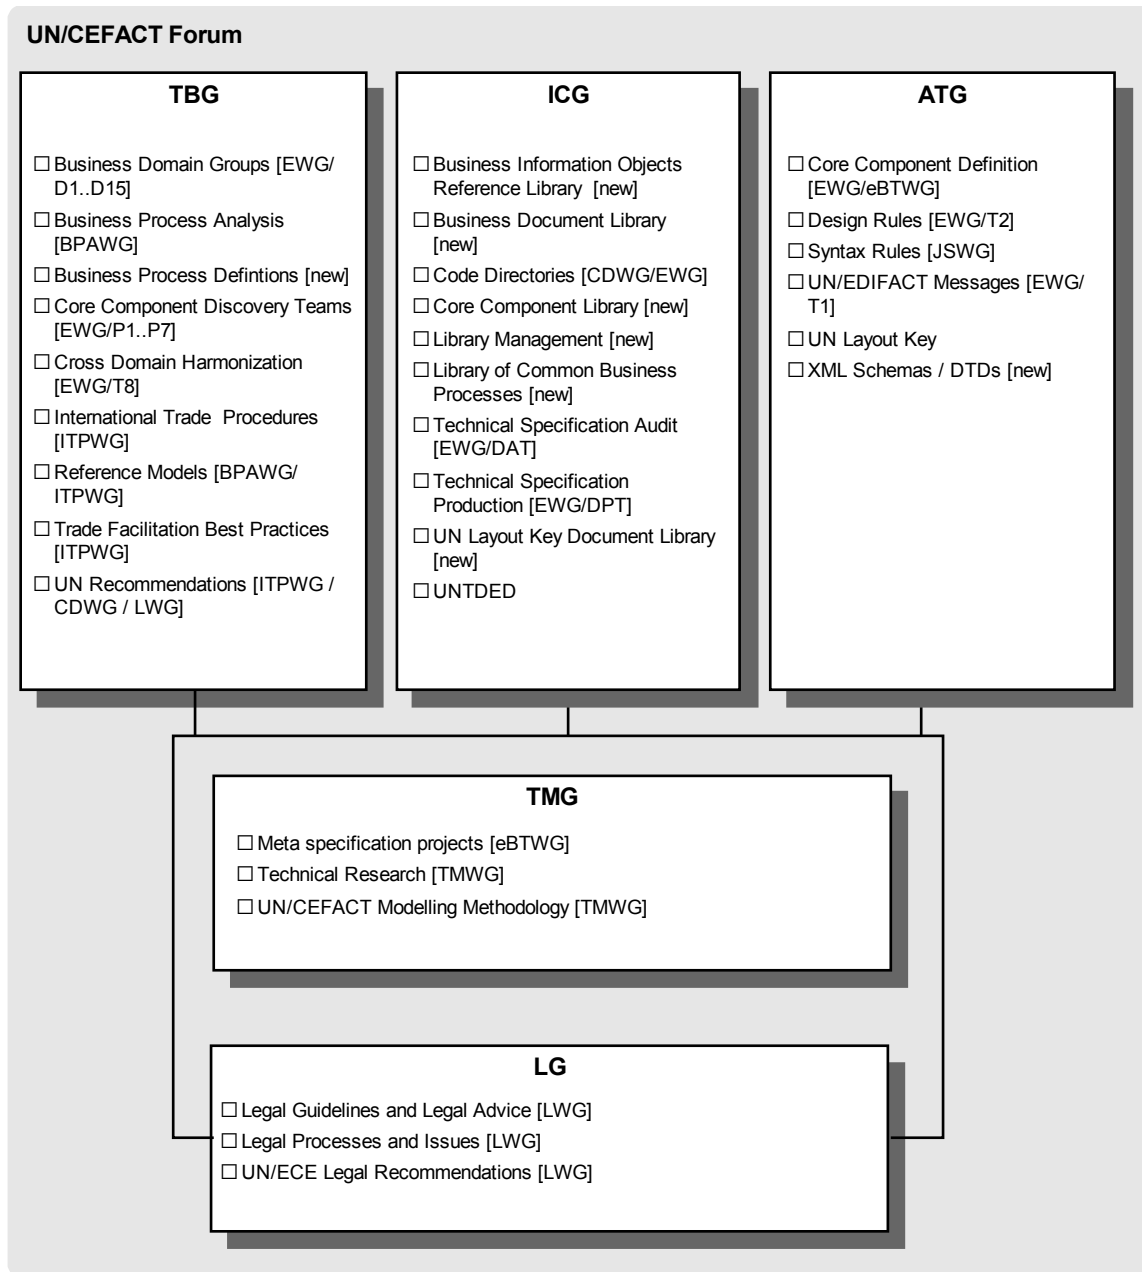 UN/CEFACT Forum
TBG
☐ Business Domain Groups [EWG/
D1..D15]
☐ Business Process Analysis
[BPAWG]
☐ Business Process Defintions [new]
☐ Core Component Discovery Teams
[EWG/P1..P7]
☐ Cross Domain Harmonization
[EWG/T8]
☐ International Trade Procedures
[ITPWG]
☐ Reference Models [BPAWG/
ITPWG]
☐ Trade Facilitation Best Practices
[ITPWG]
☐ UN Recommendations [ITPWG /
CDWG / LWG]
ICG
☐ Business Information Objects
Reference Library [new]
☐ Business Document Library
[new]
☐ Code Directories [CDWG/EWG]
☐ Core Component Library [new]
☐ Library Management [new]
☐ Library of Common Business
Processes [new]
☐ Technical Specification Audit
[EWG/DAT]
☐ Technical Specification
Production [EWG/DPT]
☐ UN Layout Key Document Library
[new]
☐ UNTDED
ATG
☐ Core Component Definition
[EWG/eBTWG]
☐ Design Rules [EWG/T2]
☐ Syntax Rules [JSWG]
☐ UN/EDIFACT Messages [EWG/
T1]
☐ UN Layout Key
☐ XML Schemas / DTDs [new]
TMG
☐ Meta specification projects [eBTWG]
☐ Technical Research [TMWG]
☐ UN/CEFACT Modelling Methodology [TMWG]
LG
☐ Legal Guidelines and Legal Advice [LWG]
☐ Legal Processes and Issues [LWG]
☐ UN/ECE Legal Recommendations [LWG]